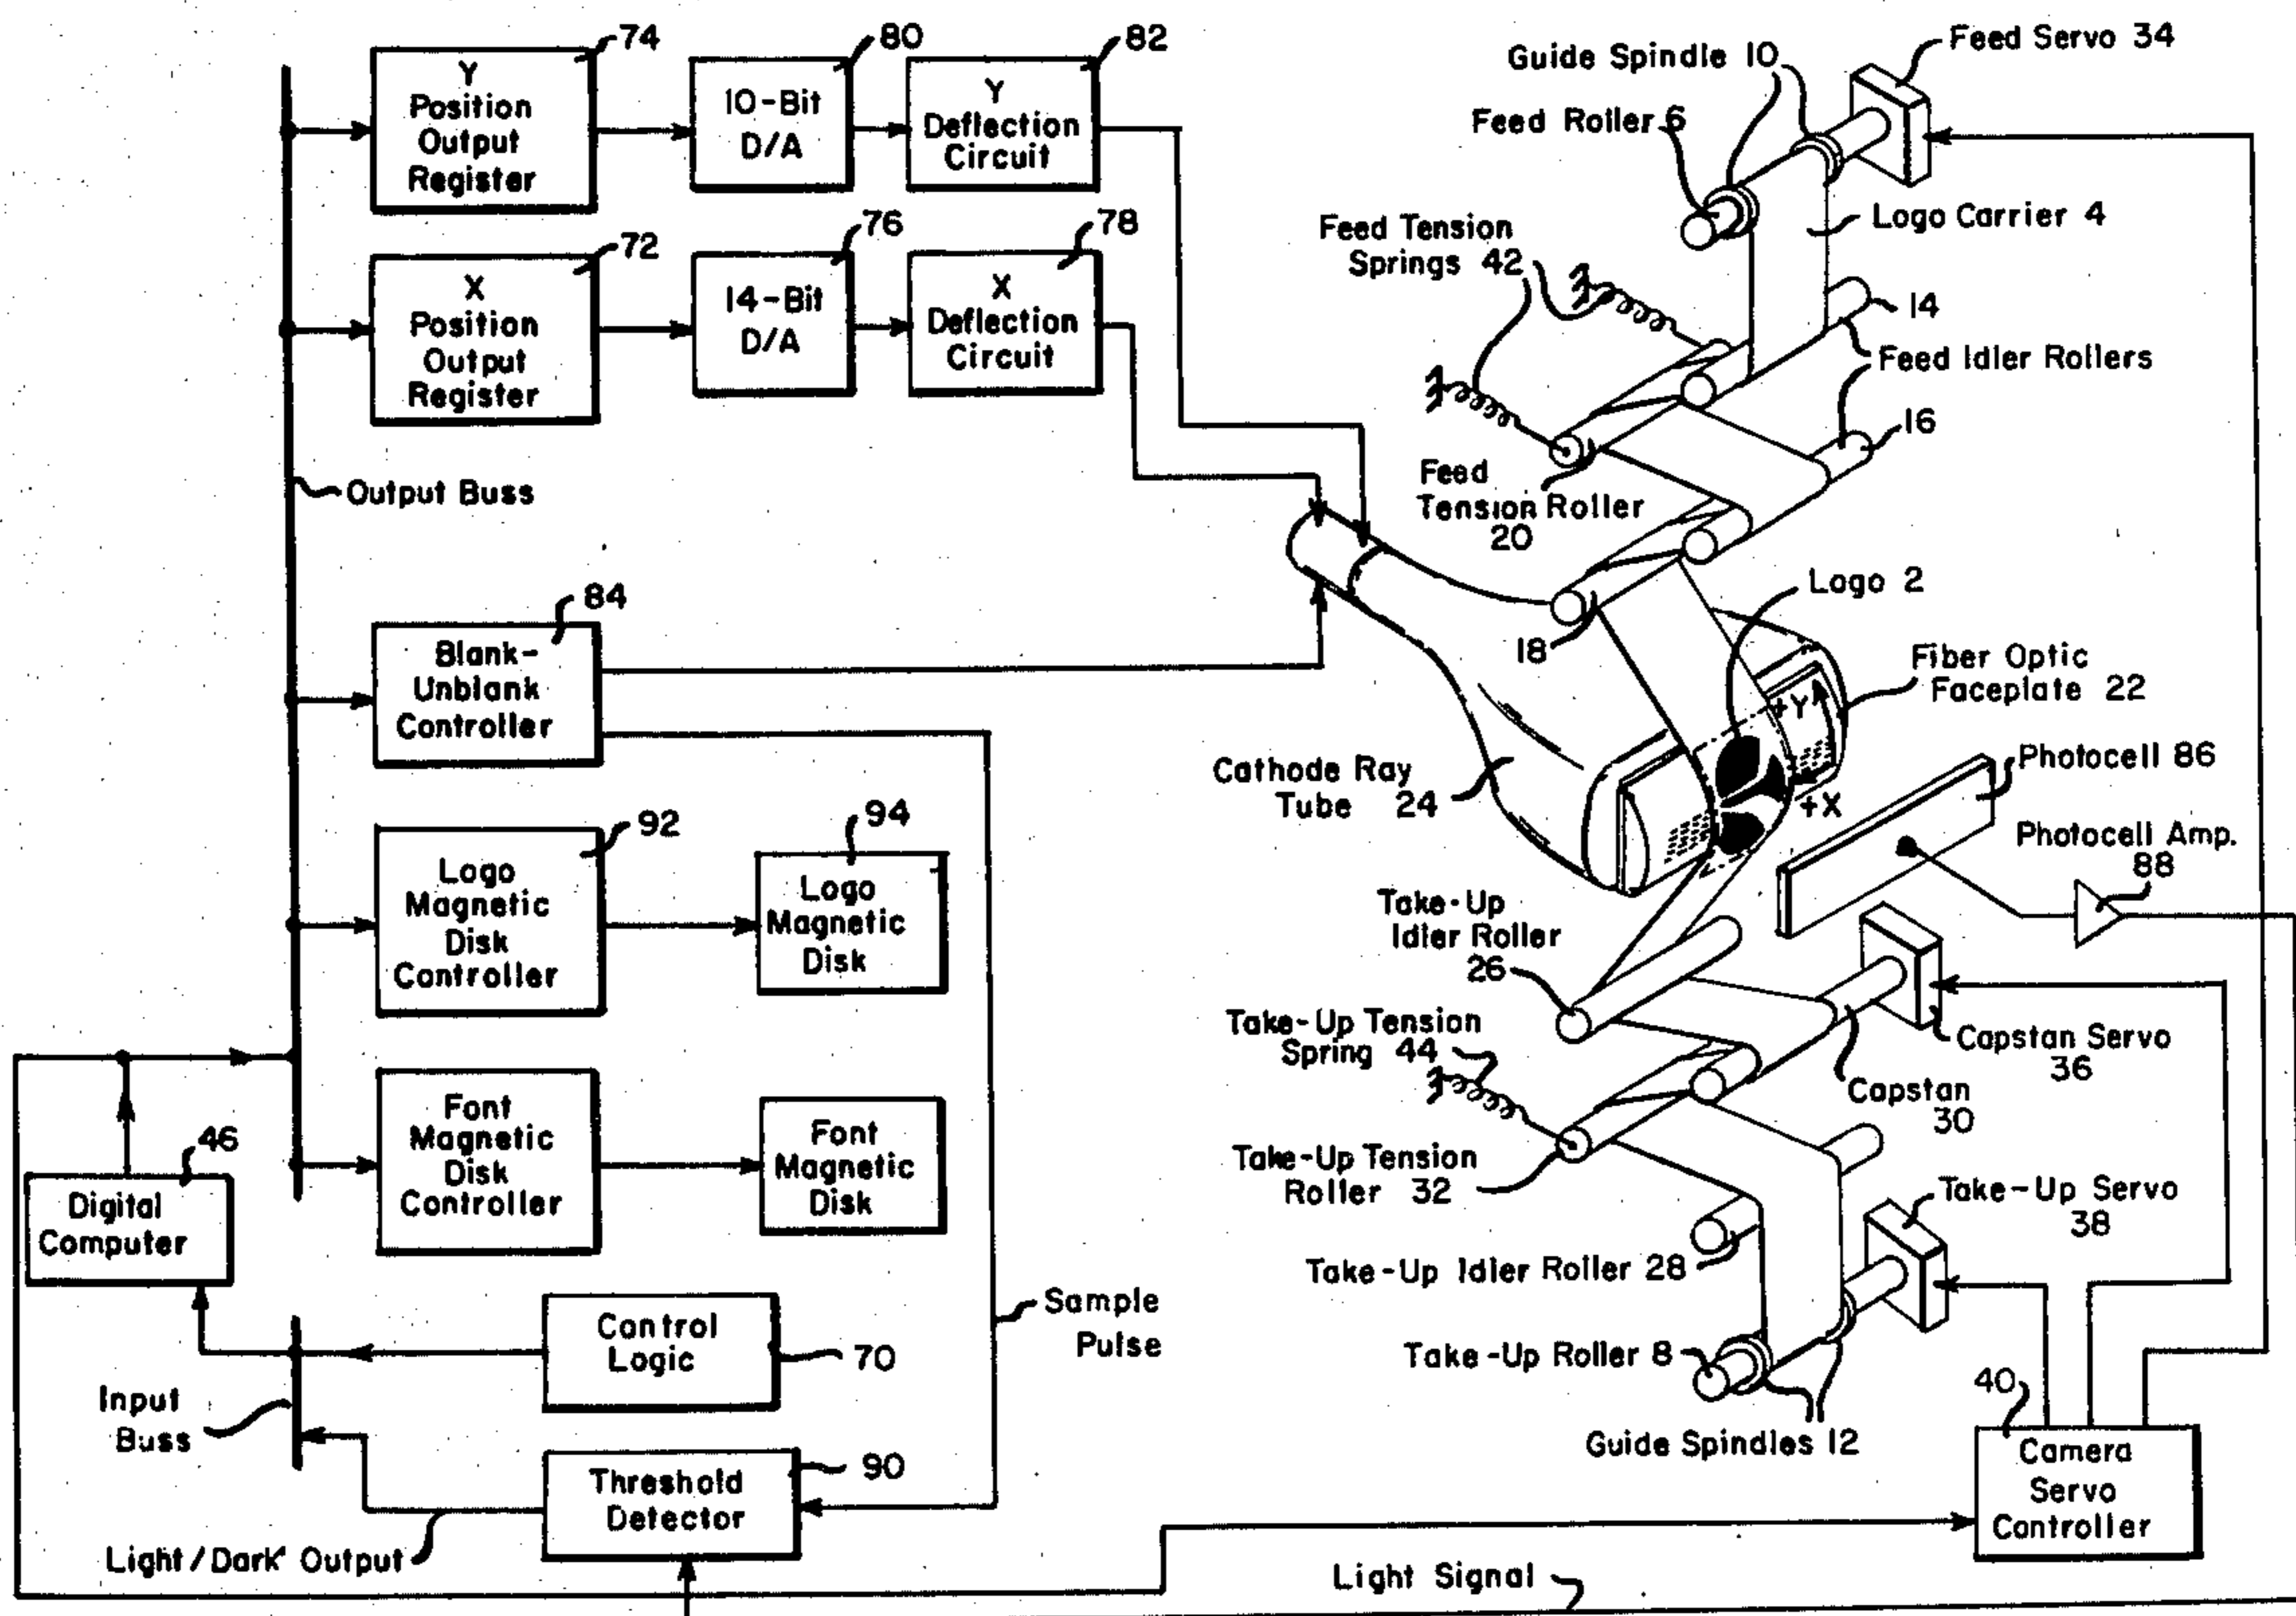 74
Y
Position
Output
Register
80
10-Bit
D/A
82
Y
Deflection
Circuit
72
X
Position
Output
Register
76
14-Bit
D/A
78
X
Deflection
Circuit
Output Buss
84
Blank-
Unblank
Controller
92
Logo
Magnetic
Disk
Controller
94
Logo
Magnetic
Disk
Font
Magnetic
Disk
Controller
Font
Magnetic
Disk
46
Digital
Computer
Control
Logic
70
Sample
Pulse
Input
Buss
Threshold
Detector
90
Light/Dark Output
Guide Spindle 10
Feed Servo 34
Feed Roller 6
Logo Carrier 4
Feed Tension
Springs 42
14
Feed Idler Rollers
16
Feed
Tension Roller
20
Logo 2
18
Fiber Optic
Faceplate 22
+Y
+X
Cathode Ray
Tube 24
Photocell 86
Photocell Amp.
88
Take-Up
Idler Roller
26
Take-Up Tension
Spring 44
Capstan Servo
36
Capstan
30
Take-Up Tension
Roller 32
Take-Up Servo
38
Take-Up Idler Roller 28
Take-Up Roller 8
Guide Spindles 12
40
Camera
Servo
Controller
Light Signal